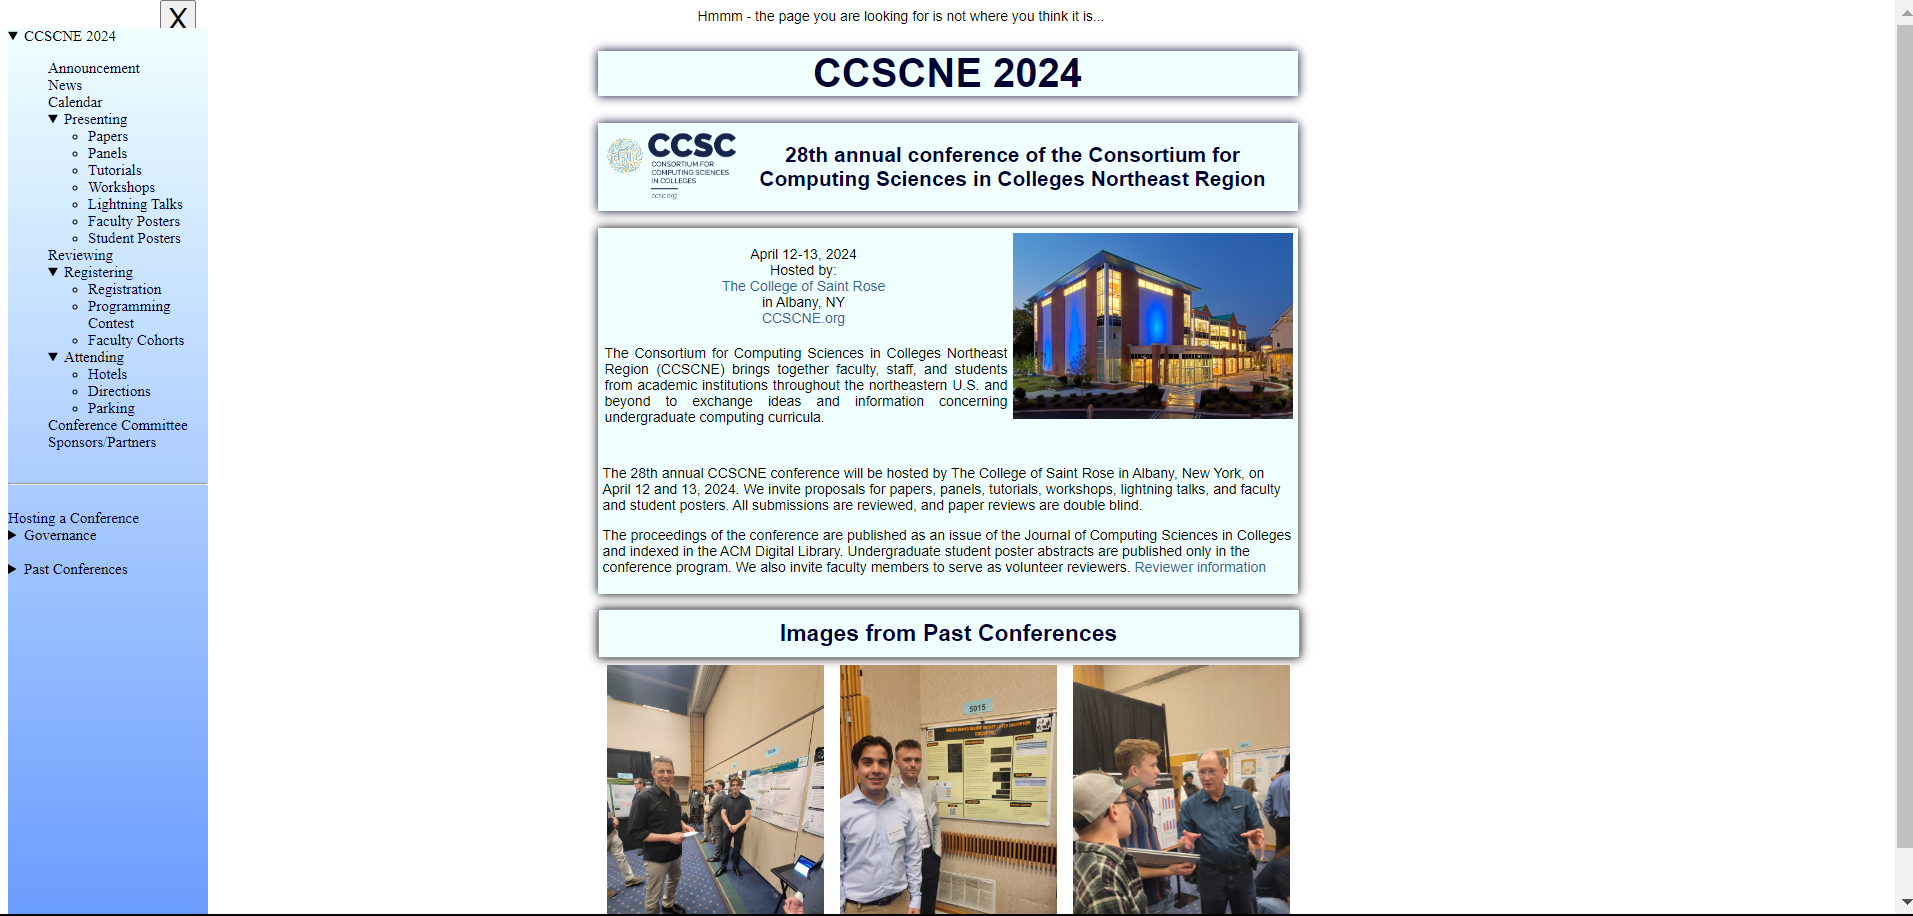 X
Hmmm - the page you are looking for is not where you think it is...
CCSCNE 2024
Announcement
News
Calendar
Presenting
Papers
Panels
Tutorials
Workshops
Lightning Talks
Faculty Posters
Student Posters
Reviewing
Registering
Registration
Programming
Contest
Faculty Cohorts
Attending
Hotels
Directions
Parking
Conference Committee
Sponsors/Partners
Hosting a Conference
Governance
Past Conferences
CCSCNE 2024
CCSC
CONSORTIUM FOR
COMPUTING SCIENCES
IN COLLEGES
ccsc.org
28th annual conference of the Consortium for
Computing Sciences in Colleges Northeast Region
April 12-13, 2024
Hosted by:
The College of Saint Rose
in Albany, NY
CCSCNE.org
The Consortium for Computing Sciences in Colleges Northeast
Region (CCSCNE) brings together faculty, staff, and students
from academic institutions throughout the northeastern U.S. and
beyond to exchange ideas and information concerning
undergraduate computing curricula.
The 28th annual CCSCNE conference will be hosted by The College of Saint Rose in Albany, New York, on
April 12 and 13, 2024. We invite proposals for papers, panels, tutorials, workshops, lightning talks, and faculty
and student posters. All submissions are reviewed, and paper reviews are double blind.
The proceedings of the conference are published as an issue of the Journal of Computing Sciences in Colleges
and indexed in the ACM Digital Library. Undergraduate student poster abstracts are published only in the
conference program. We also invite faculty members to serve as volunteer reviewers. Reviewer information
Images from Past Conferences
5015